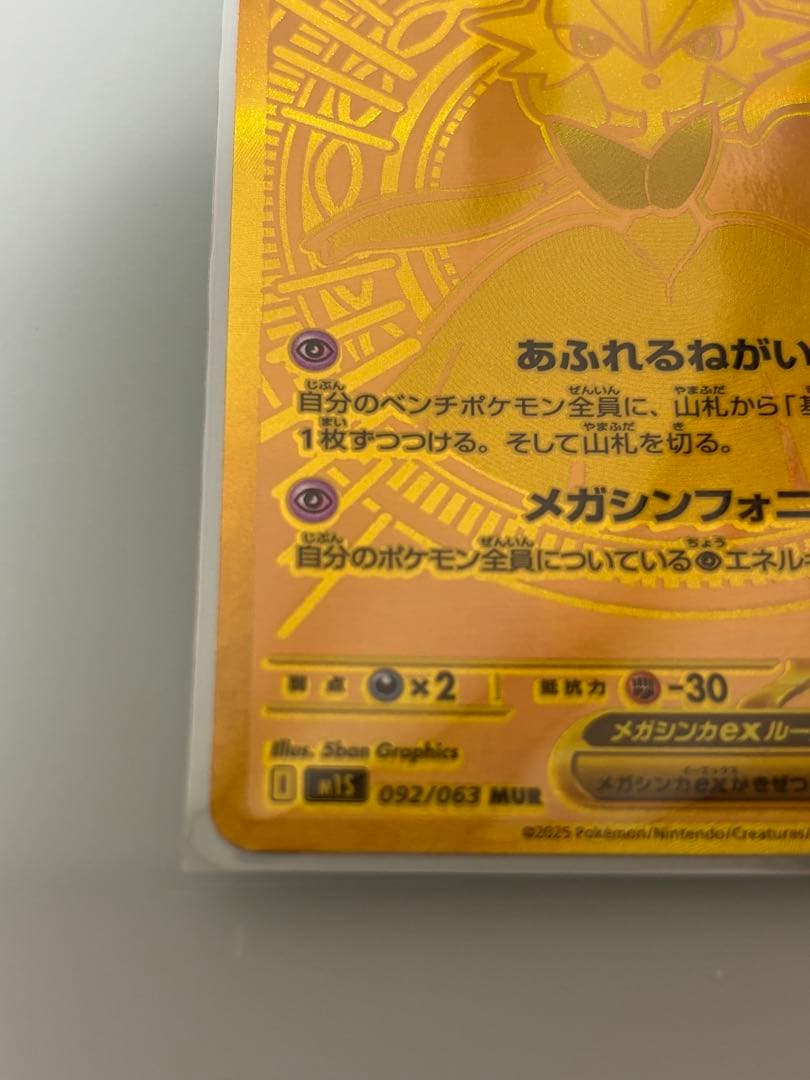 あふれるねがい
じぶん ぜんいん やまふだ
自分のベンチポケモン全員に、山札から「基
まい やまふだ き
1枚ずつつける。そして山札を切る。
メガシンフォニ
じぶん ぜんいん ちょう
自分のポケモン全員についているエネルギ
弱点 ×2 抵抗力 -30
メガシンカexルー
Illus. 5ban Graphics
メガシンカexがきぜつ
I M1S 092/063 MUR
©2025 Pokémon/Nintendo/Creatures/